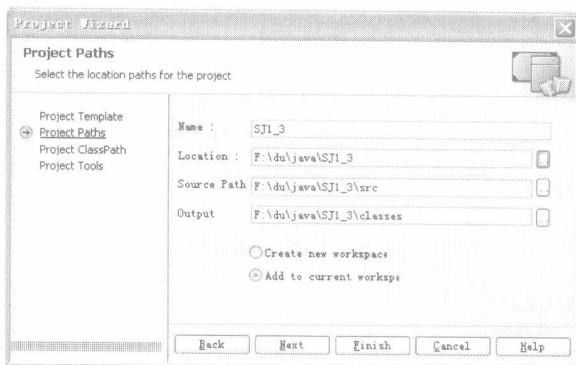 Project Wizard
Project Paths
Select the location paths for the project
Project Template
Project Paths
Project ClassPath
Project Tools
Name : SJ1_3
Location : F:\du\java\SJ1_3
Source Path F:\du\java\SJ1_3\src
Output F:\du\java\SJ1_3\classes
Create new workspace
Add to current workspa
Back Next Finish Cancel Help